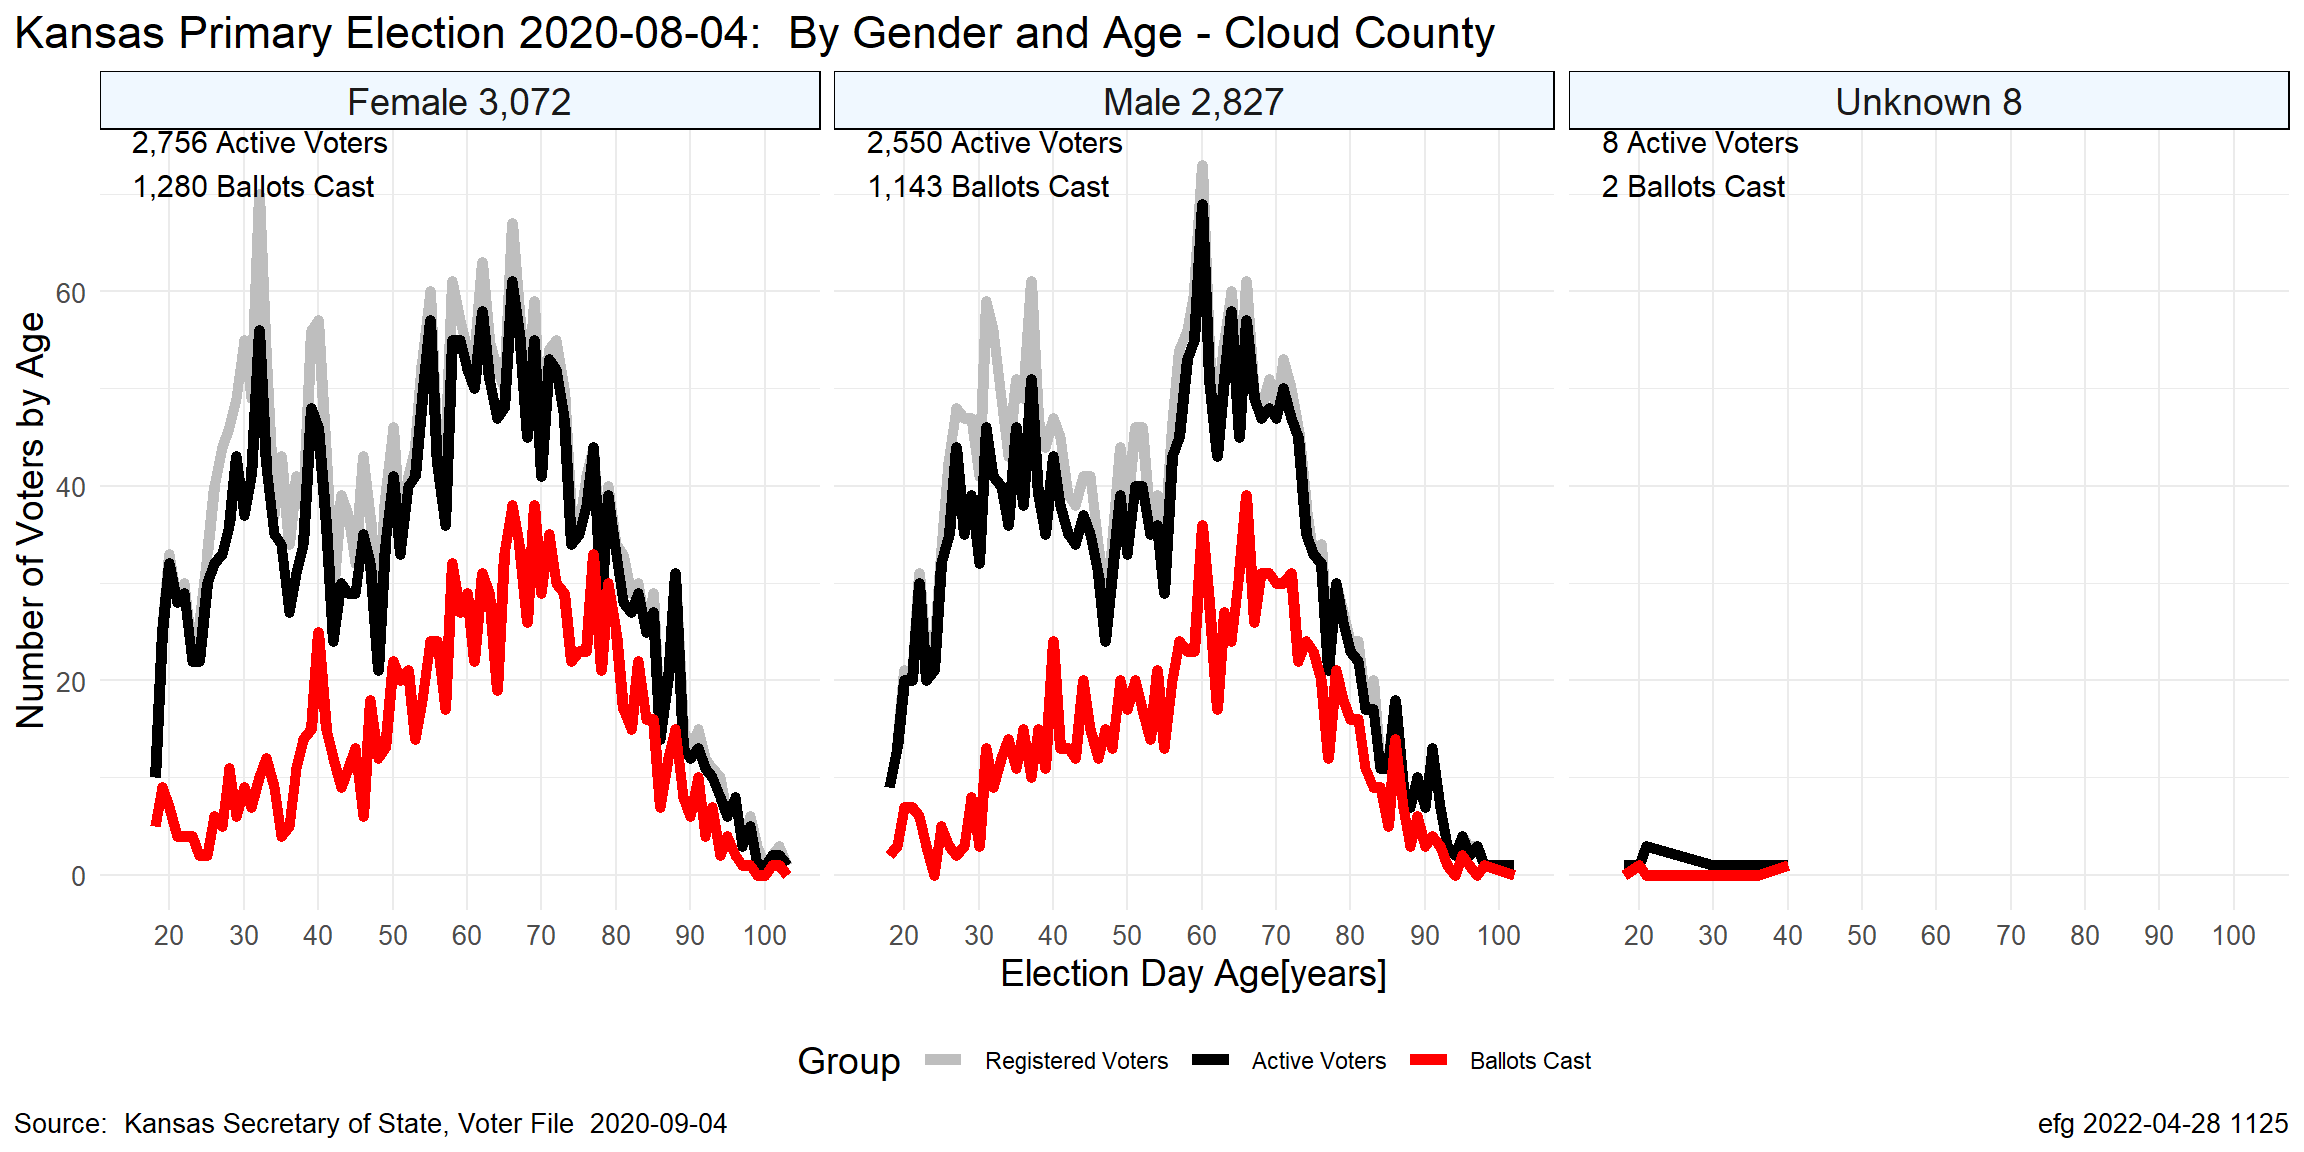 Kansas Primary Election 2020-08-04:  By Gender and Age - Cloud County
Female 3,072
Male 2,827
Unknown 8
2,756 Active Voters
1,280 Ballots Cast
2,550 Active Voters
1,143 Ballots Cast
8 Active Voters
2 Ballots Cast
Number of Voters by Age
60
40
20
0
20 30 40 50 60 70 80 90 100
20 30 40 50 60 70 80 90 100
20 30 40 50 60 70 80 90 100
Election Day Age[years]
Group Registered Voters Active Voters Ballots Cast
Source:  Kansas Secretary of State, Voter File  2020-09-04
efg 2022-04-28 1125